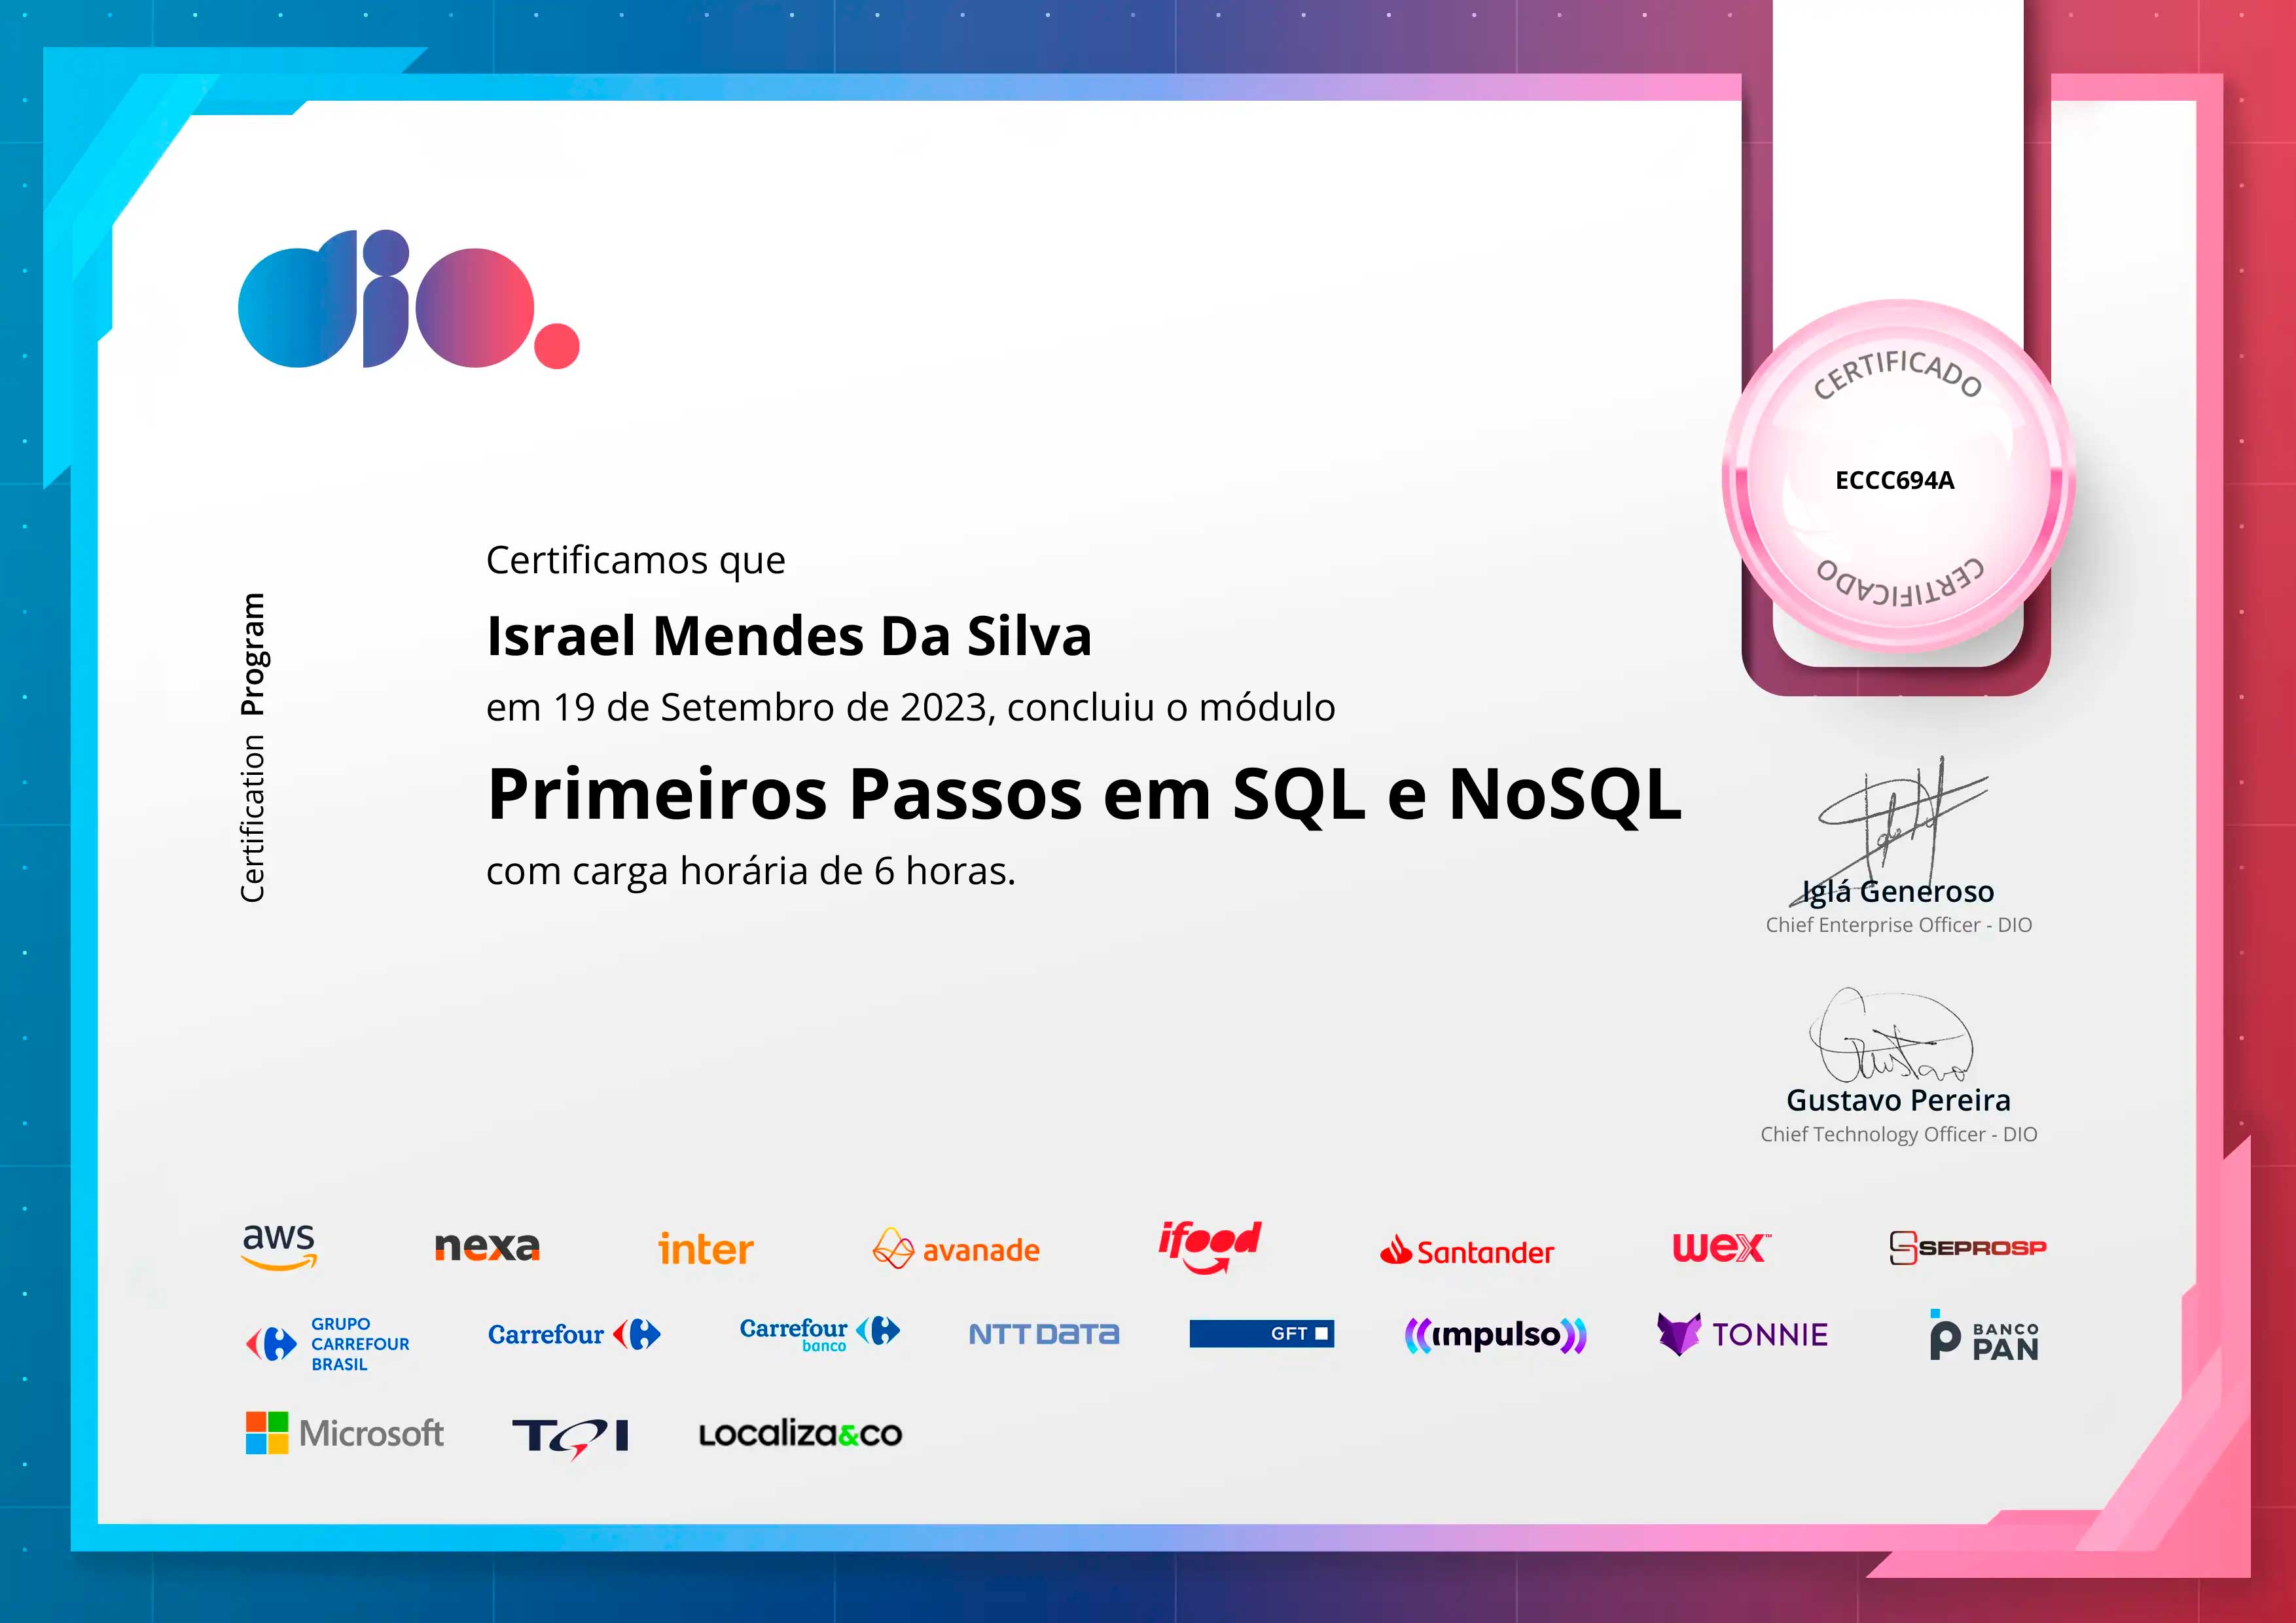 dio.
CERTIFICADO
ECCC694A
CERTIFICADO
Certification Program
Certificamos que
Israel Mendes Da Silva
em 19 de Setembro de 2023, concluiu o módulo
Primeiros Passos em SQL e NoSQL
com carga horária de 6 horas.
Iglá Generoso
Chief Enterprise Officer - DIO
Gustavo
Gustavo Pereira
Chief Technology Officer - DIO
aws nexa inter avanade ifood Santander wex™ SEPROSP
GRUPO
CARREFOUR
BRASIL
Carrefour
Carrefour
banco
NTT DATA GFT impulso TONNIE
BANCO
PAN
Microsoft TQI Localiza&co